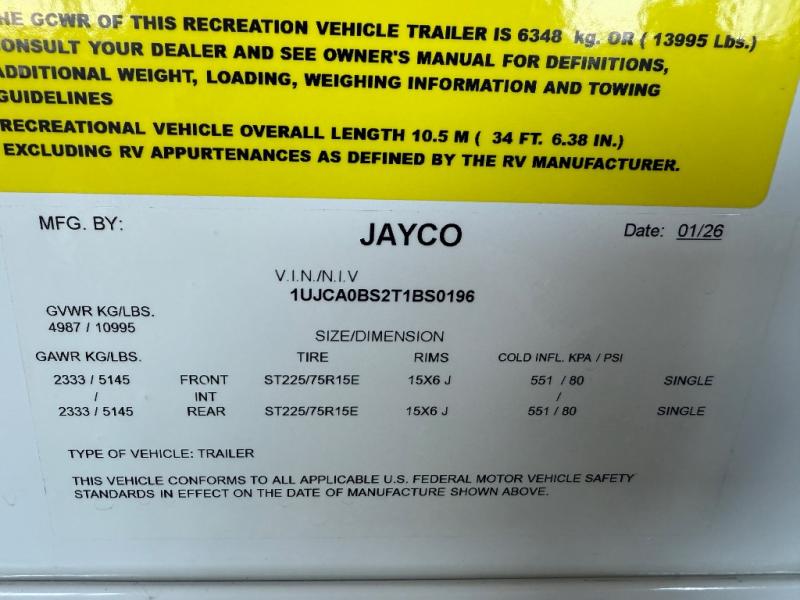 HE GCWR OF THIS RECREATION VEHICLE TRAILER IS 6348 kg. OR ( 13995 Lbs.)
CONSULT YOUR DEALER AND SEE OWNER'S MANUAL FOR DEFINITIONS,
ADDITIONAL WEIGHT, LOADING, WEIGHING INFORMATION AND TOWING
GUIDELINES
RECREATIONAL VEHICLE OVERALL LENGTH 10.5 M ( 34 FT. 6.38 IN.)
EXCLUDING RV APPURTENANCES AS DEFINED BY THE RV MANUFACTURER.
MFG. BY: JAYCO Date: 01/26
V.I.N./N.I.V
1UJCA0BS2T1BS0196
GVWR KG/LBS.
4987 / 10995
SIZE/DIMENSION
GAWR KG/LBS. TIRE RIMS COLD INFL. KPA / PSI
2333 / 5145 FRONT ST225/75R15E 15X6 J 551 / 80 SINGLE
/ INT /
2333 / 5145 REAR ST225/75R15E 15X6 J 551 / 80 SINGLE
TYPE OF VEHICLE: TRAILER
THIS VEHICLE CONFORMS TO ALL APPLICABLE U.S. FEDERAL MOTOR VEHICLE SAFETY
STANDARDS IN EFFECT ON THE DATE OF MANUFACTURE SHOWN ABOVE.